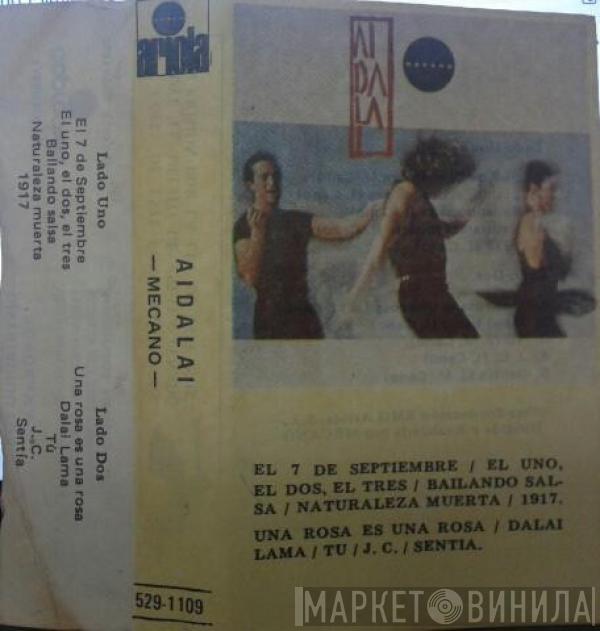 Lado Uno
El 7 de Septiembre
El uno, el dos, el tres
Bailando salsa
Naturaleza muerta
1917
Lado Dos
Una rosa es una rosa
Dalai Lama
Tú
J. C.
Sentía
ariola
AIDALAI
—MECANO—
529-1109
AI
DA
LAI
EL 7 DE SEPTIEMBRE / EL UNO,
EL DOS, EL TRES / BAILANDO SAL-
SA / NATURALEZA MUERTA / 1917.
UNA ROSA ES UNA ROSA / DALAI
LAMA / TU / J. C. / SENTIA.
МАРКЕТ ВИНИЛА